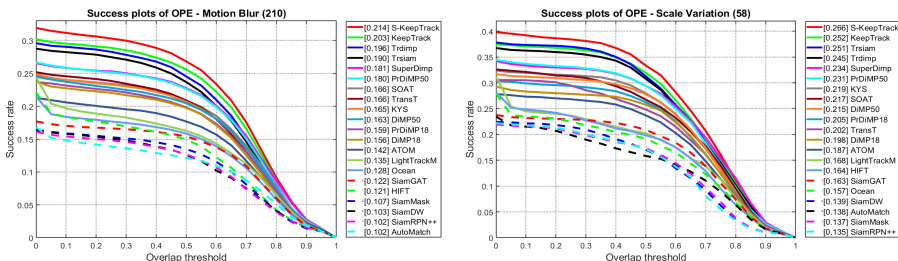 Success plots of OPE - Motion Blur (210)
Success rate
0.3
0.25
0.2
0.15
0.1
0.05
0
0 0.1 0.2 0.3 0.4 0.5 0.6 0.7 0.8 0.9 1
Overlap threshold
[0.214] S-KeepTrack
[0.203] KeepTrack
[0.196] Trdimp
[0.190] Trsiam
[0.181] SuperDimp
[0.180] PrDiMP50
[0.166] SOAT
[0.166] TransT
[0.165] KYS
[0.163] DiMP50
[0.159] PrDiMP18
[0.156] DiMP18
[0.142] ATOM
[0.135] LightTrackM
[0.128] Ocean
[0.122] SiamGAT
[0.121] HIFT
[0.107] SiamMask
[0.103] SiamDW
[0.102] SiamRPN++
[0.102] AutoMatch
Success plots of OPE - Scale Variation (58)
Success rate
0.4
0.3
0.2
0.1
0
0 0.1 0.2 0.3 0.4 0.5 0.6 0.7 0.8 0.9 1
Overlap threshold
[0.266] S-KeepTrack
[0.252] KeepTrack
[0.251] Trsiam
[0.245] Trdimp
[0.234] SuperDimp
[0.231] PrDiMP50
[0.219] KYS
[0.217] SOAT
[0.215] DiMP50
[0.205] PrDiMP18
[0.202] TransT
[0.198] DiMP18
[0.187] ATOM
[0.168] LightTrackM
[0.164] HIFT
[0.163] SiamGAT
[0.157] Ocean
[0.139] SiamDW
[0.138] AutoMatch
[0.137] SiamMask
[0.135] SiamRPN++